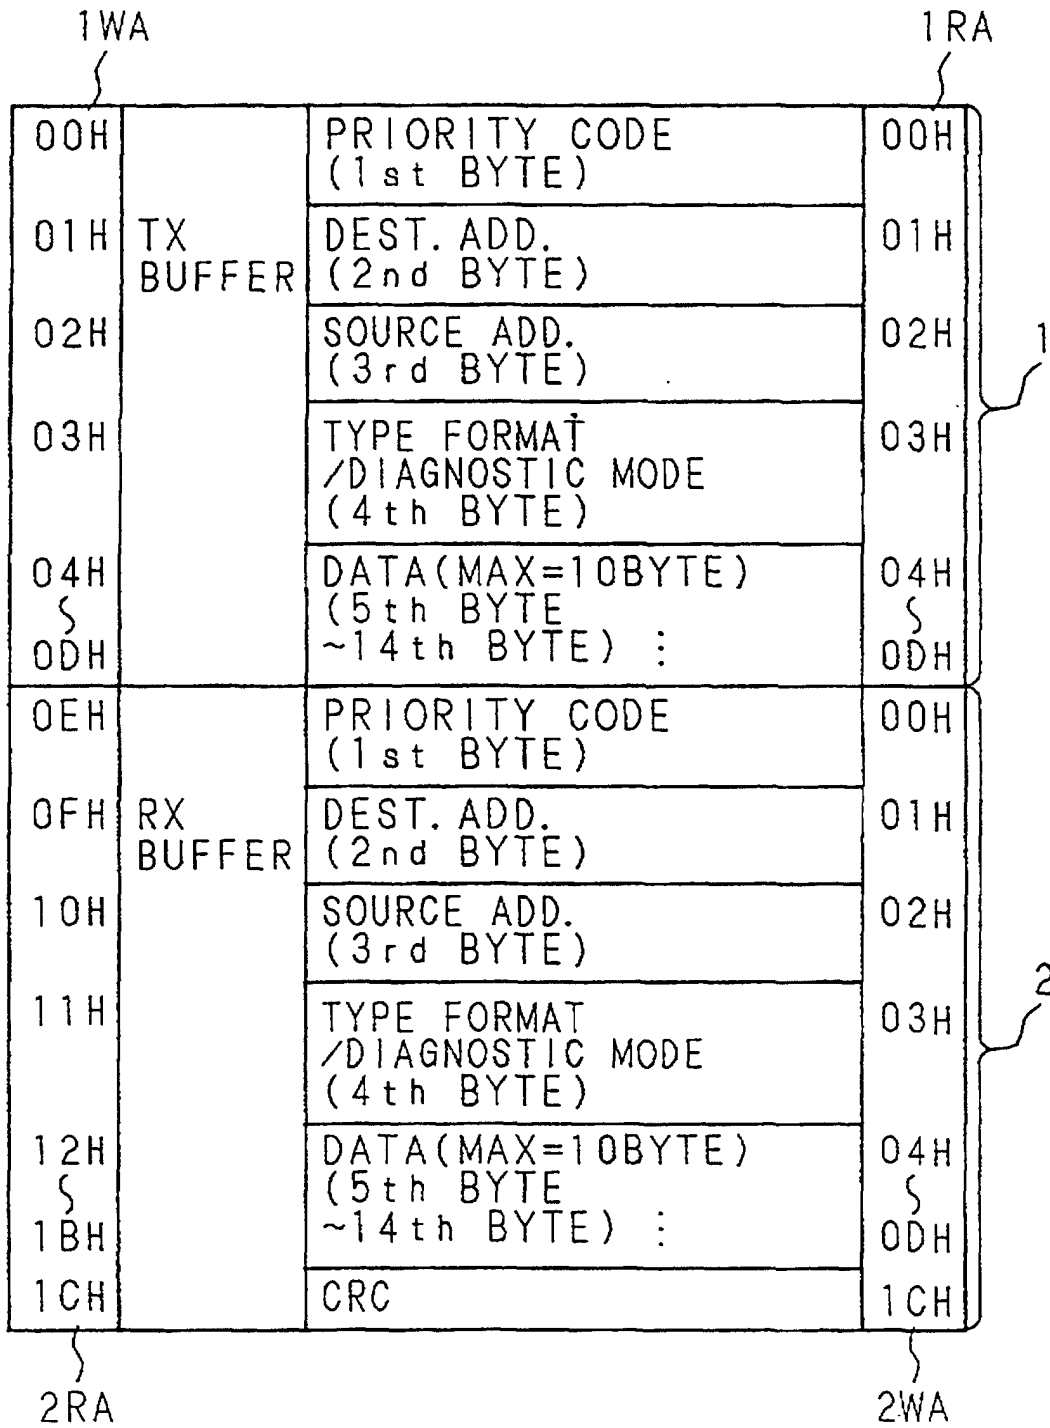 1WA 1RA
00H PRIORITY CODE 00H
(1st BYTE)
01H TX DEST. ADD. 01H
BUFFER (2nd BYTE)
02H SOURCE ADD. 02H
(3rd BYTE)
1
03H TYPE FORMAT 03H
/DIAGNOSTIC MODE
(4th BYTE)
04H DATA(MAX=10BYTE) 04H
∫ (5th BYTE ∫
0DH ~14th BYTE) ⋮ 0DH
0EH PRIORITY CODE 00H
(1st BYTE)
0FH RX DEST. ADD. 01H
BUFFER (2nd BYTE)
10H SOURCE ADD. 02H
(3rd BYTE)
2
11H TYPE FORMAT 03H
/DIAGNOSTIC MODE
(4th BYTE)
12H DATA(MAX=10BYTE) 04H
∫ (5th BYTE ∫
1BH ~14th BYTE) ⋮ 0DH
1CH CRC 1CH
2RA 2WA